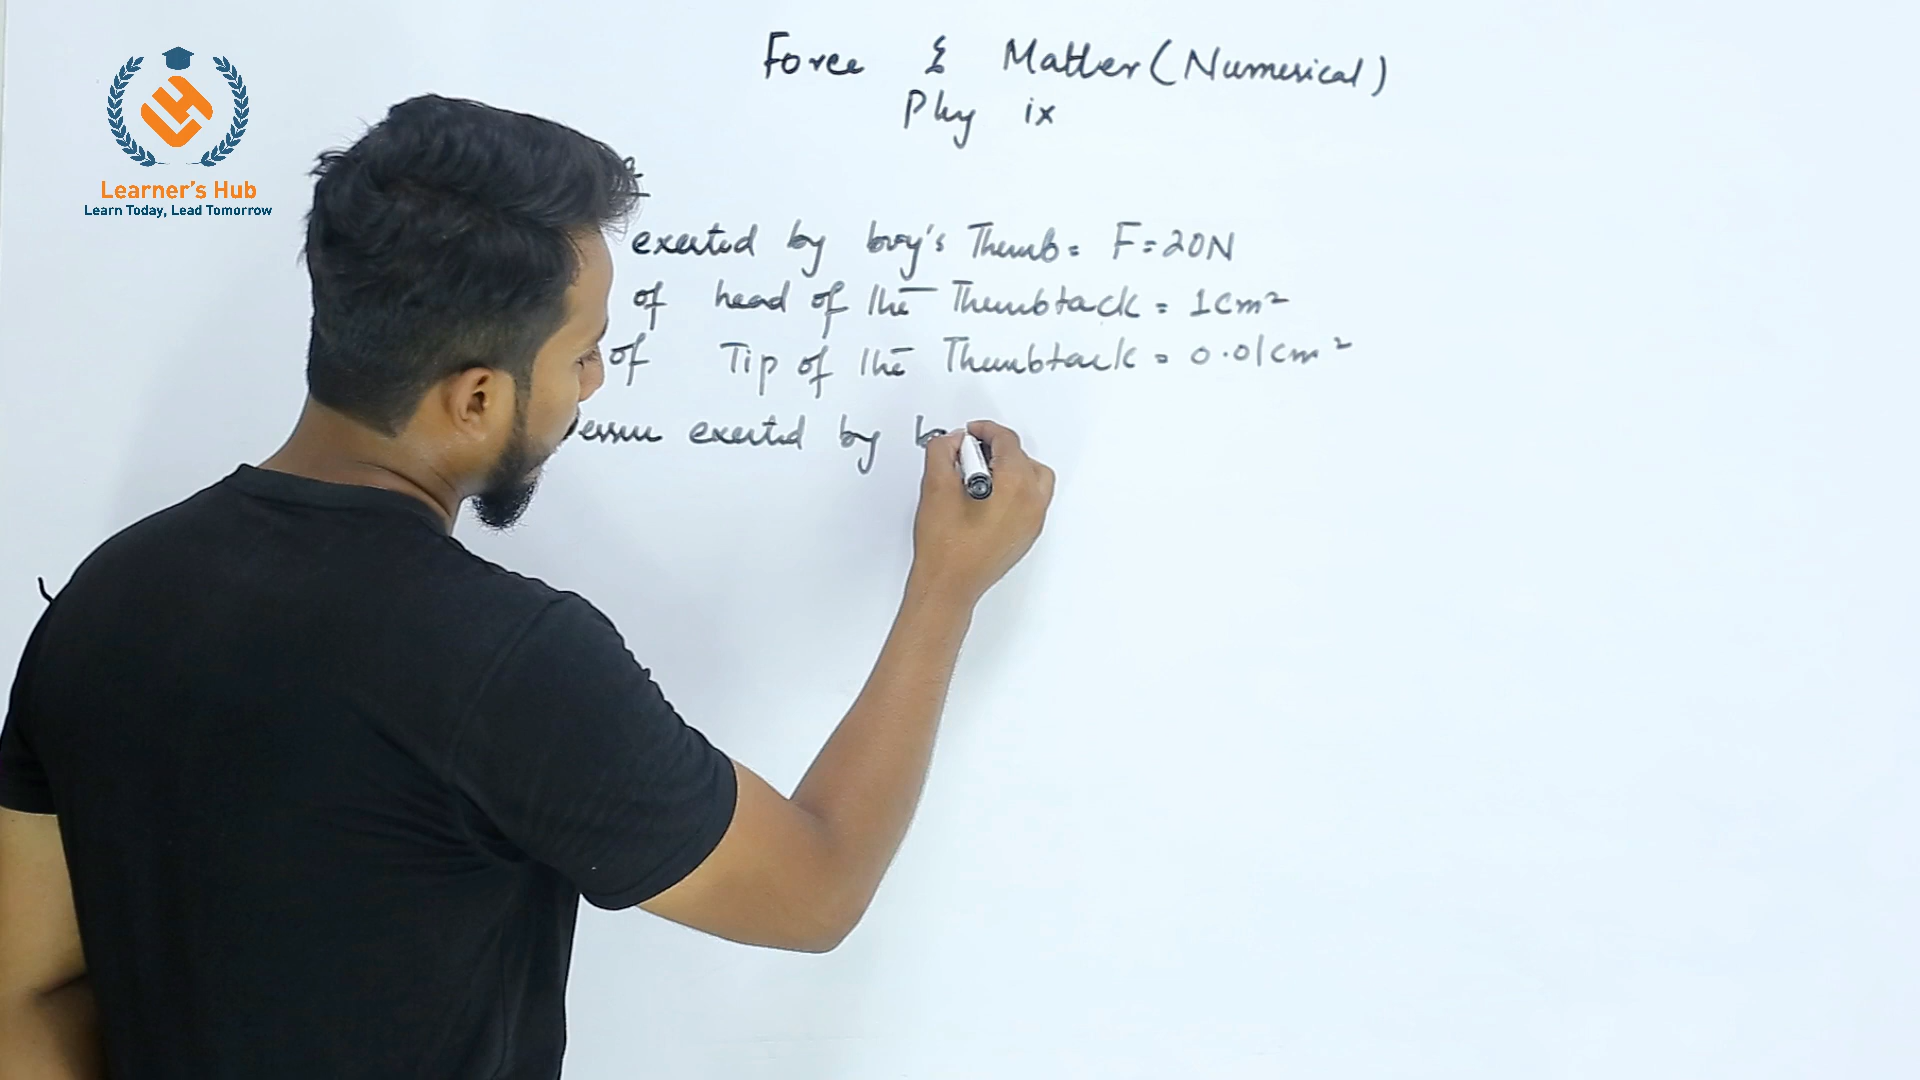 Learner's Hub
Learn Today, Lead Tomorrow
Force & Matter (Numerical)
Phy ix
exerted by boy's Thumb = F = 20N
of head of the Thumbtack = 1cm²
of Tip of the Thumbtack = 0.01cm²
exerted by